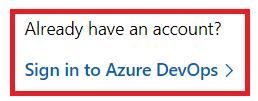 Already have an account?
Sign in to Azure DevOps >